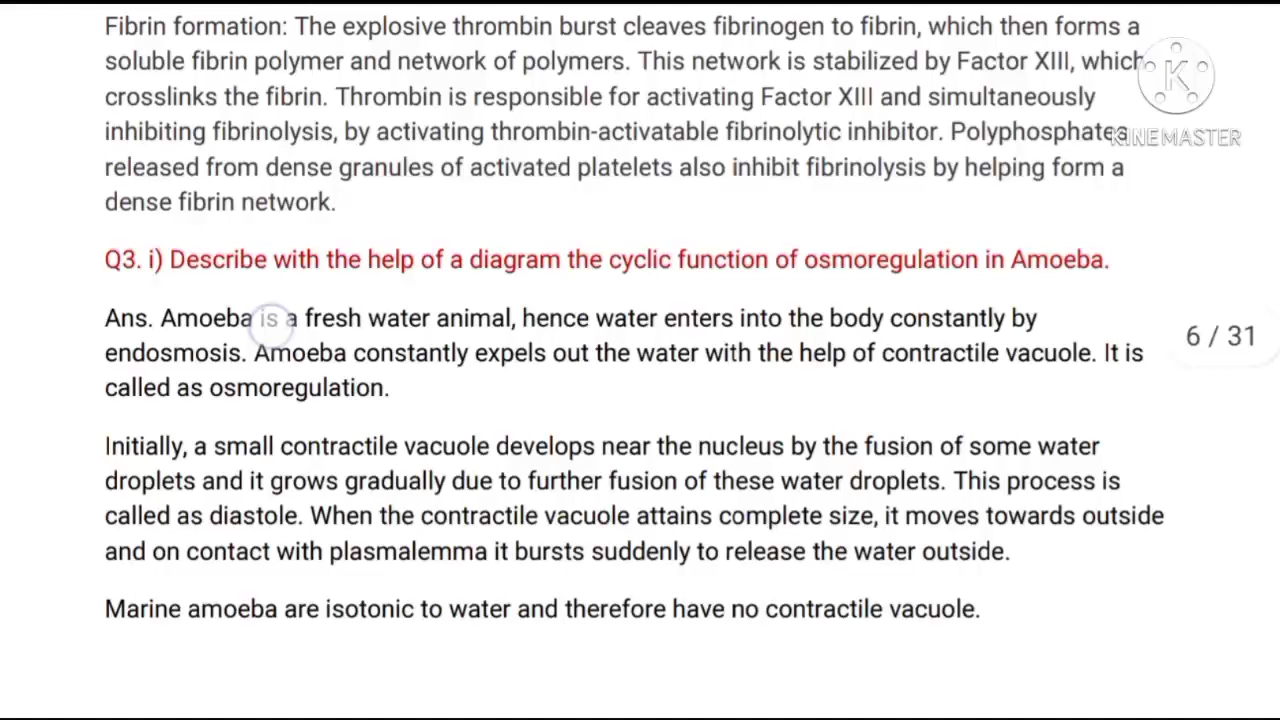 Fibrin formation: The explosive thrombin burst cleaves fibrinogen to fibrin, which then forms a
soluble fibrin polymer and network of polymers. This network is stabilized by Factor XIII, which
crosslinks the fibrin. Thrombin is responsible for activating Factor XIII and simultaneously
inhibiting fibrinolysis, by activating thrombin-activatable fibrinolytic inhibitor. Polyphosphates
released from dense granules of activated platelets also inhibit fibrinolysis by helping form a
dense fibrin network.
K
KINEMASTER
Q3. i) Describe with the help of a diagram the cyclic function of osmoregulation in Amoeba.
Ans. Amoeba is a fresh water animal, hence water enters into the body constantly by
endosmosis. Amoeba constantly expels out the water with the help of contractile vacuole. It is
called as osmoregulation.
6 / 31
Initially, a small contractile vacuole develops near the nucleus by the fusion of some water
droplets and it grows gradually due to further fusion of these water droplets. This process is
called as diastole. When the contractile vacuole attains complete size, it moves towards outside
and on contact with plasmalemma it bursts suddenly to release the water outside.
Marine amoeba are isotonic to water and therefore have no contractile vacuole.